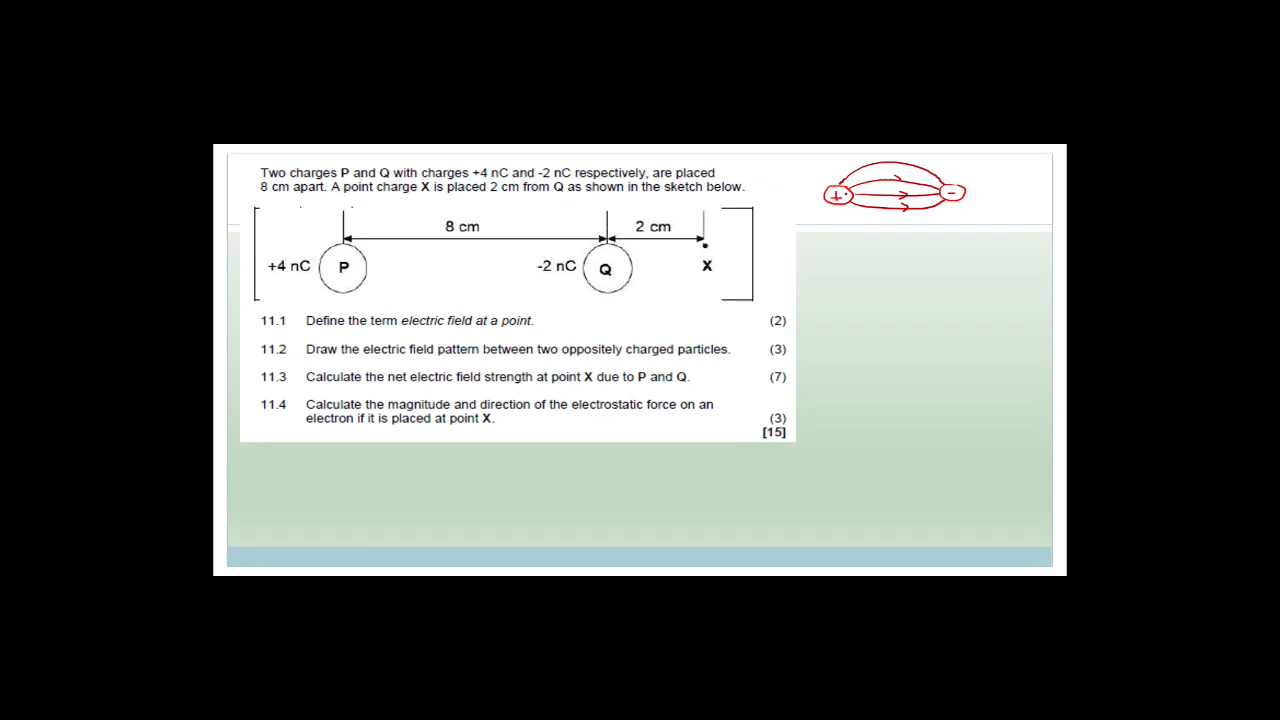 Two charges P and Q with charges +4 nC and -2 nC respectively, are placed
8 cm apart. A point charge X is placed 2 cm from Q as shown in the sketch below.
+ -
8 cm 2 cm
+4 nC P -2 nC Q X
11.1 Define the term electric field at a point. (2)
11.2 Draw the electric field pattern between two oppositely charged particles. (3)
11.3 Calculate the net electric field strength at point X due to P and Q. (7)
11.4 Calculate the magnitude and direction of the electrostatic force on an
electron if it is placed at point X. (3)
[15]